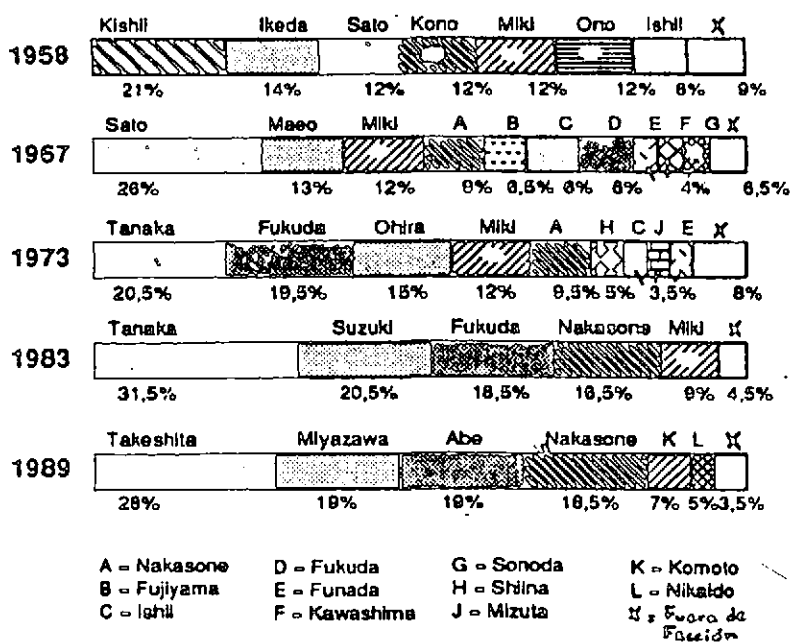 Kishii Ikeda Sato Kono Miki Ono Ishii ¤
1958
21% 14% 12% 12% 12% 12% 8% 9%
Sato Maeo Miki A B C D E F G ¤
1967
26% 13% 12% 9% 6,5% 8% 8% 4% 6,5%
Tanaka Fukuda Ohira Miki A H C J E ¤
1973
20,5% 19,5% 15% 12% 9,5% 5% 3,5% 8%
Tanaka Suzuki Fukuda Nakasone Miki ¤
1983
31,5% 20,5% 18,5% 16,5% 9% 4,5%
Takeshita Miyazawa Abe Nakasone K L ¤
1989
28% 19% 19% 18,5% 7% 5% 3,5%
A = Nakasone D = Fukuda G = Sonoda K = Komoto
B = Fujiyama E = Funada H = Shiina L = Nikaido
C = Ishii F = Kawashima J = Mizuta ¤ = Fuera de
Facción